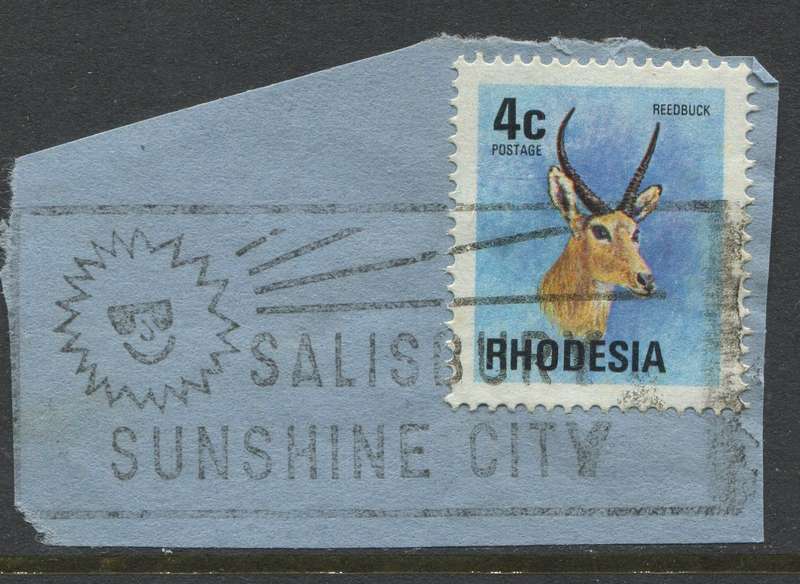 4c
POSTAGE
REEDBUCK
RHODESIA
SALISBURY
SUNSHINE CITY